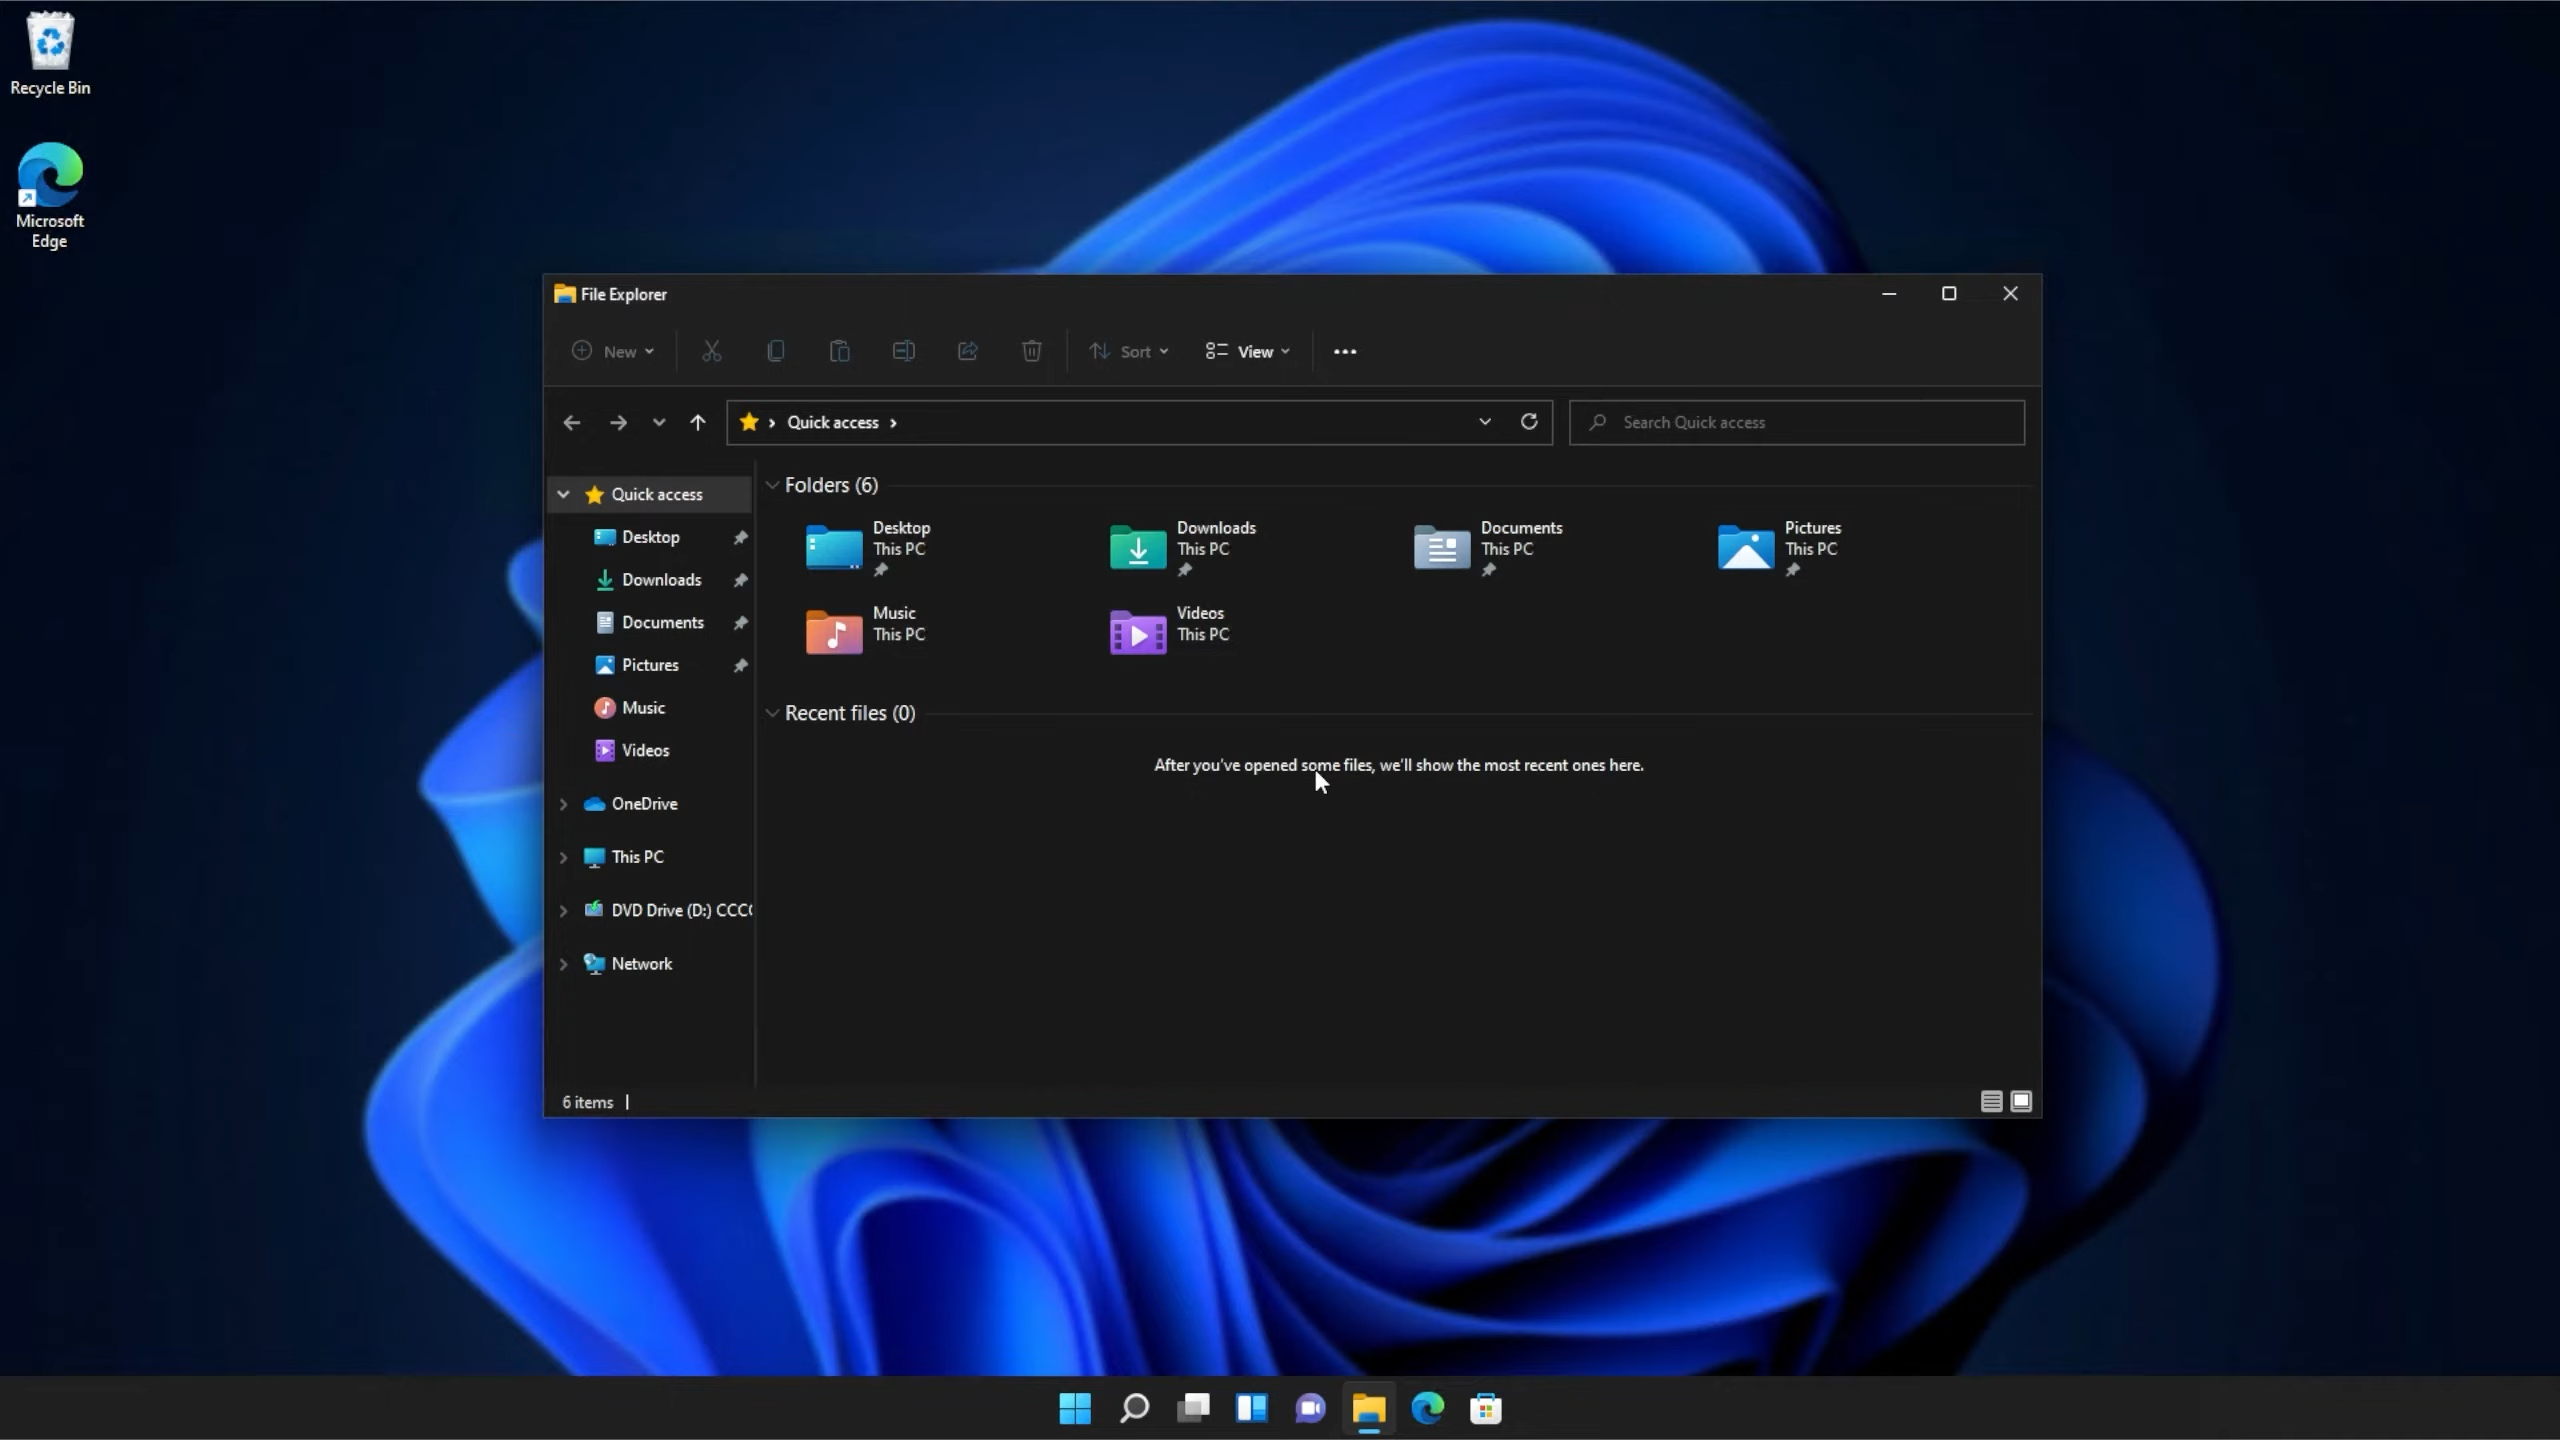 Recycle Bin
Microsoft
Edge
File Explorer
New
Sort
View
Quick access
Search Quick access
Quick access
Desktop
Downloads
Documents
Pictures
Music
Videos
OneDrive
This PC
DVD Drive (D:) CCC
Network
Folders (6)
Desktop
This PC
Downloads
This PC
Documents
This PC
Pictures
This PC
Music
This PC
Videos
This PC
Recent files (0)
After you've opened some files, we'll show the most recent ones here.
6 items